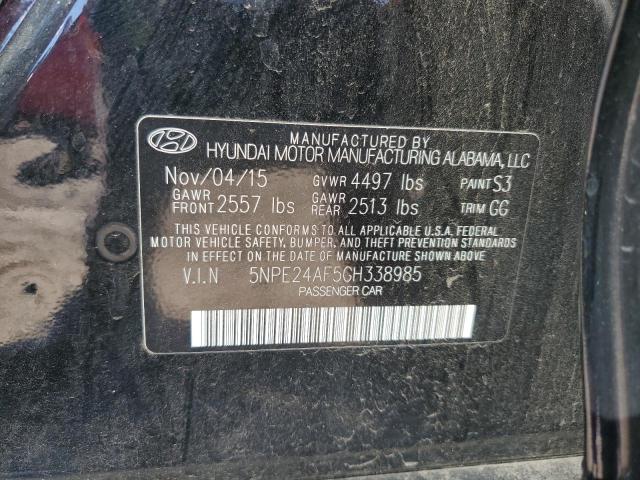 MANUFACTURED BY
HYUNDAI MOTOR MANUFACTURING ALABAMA, LLC
Nov/04/15 GVWR 4497 lbs PAINT S3
GAWR FRONT 2557 lbs GAWR REAR 2513 lbs TRIM GG
THIS VEHICLE CONFORMS TO ALL APPLICABLE U.S.A. FEDERAL
MOTOR VEHICLE SAFETY, BUMPER, AND THEFT PREVENTION STANDARDS
IN EFFECT ON THE DATE OF MANUFACTURE SHOWN ABOVE
V.I.N 5NPE24AF5GH338985
PASSENGER CAR